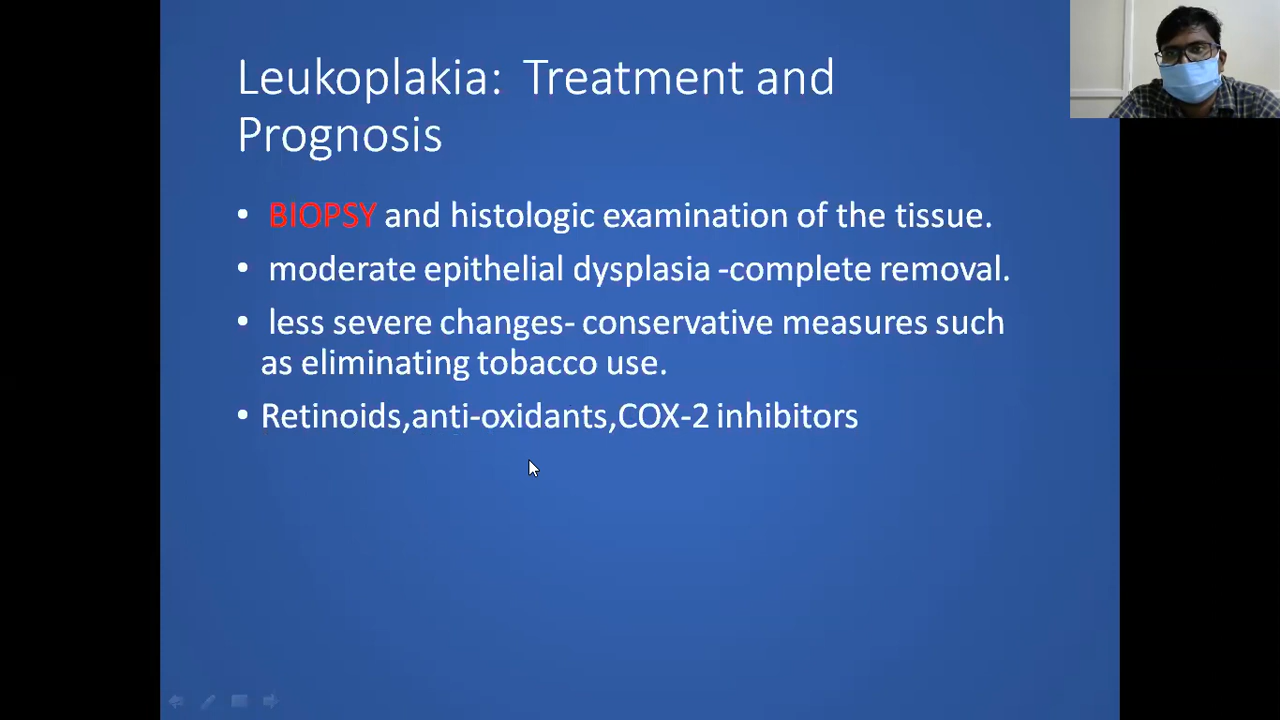 Leukoplakia: Treatment and
Prognosis
• BIOPSY and histologic examination of the tissue.
• moderate epithelial dysplasia -complete removal.
• less severe changes- conservative measures such
as eliminating tobacco use.
• Retinoids,anti-oxidants,COX-2 inhibitors